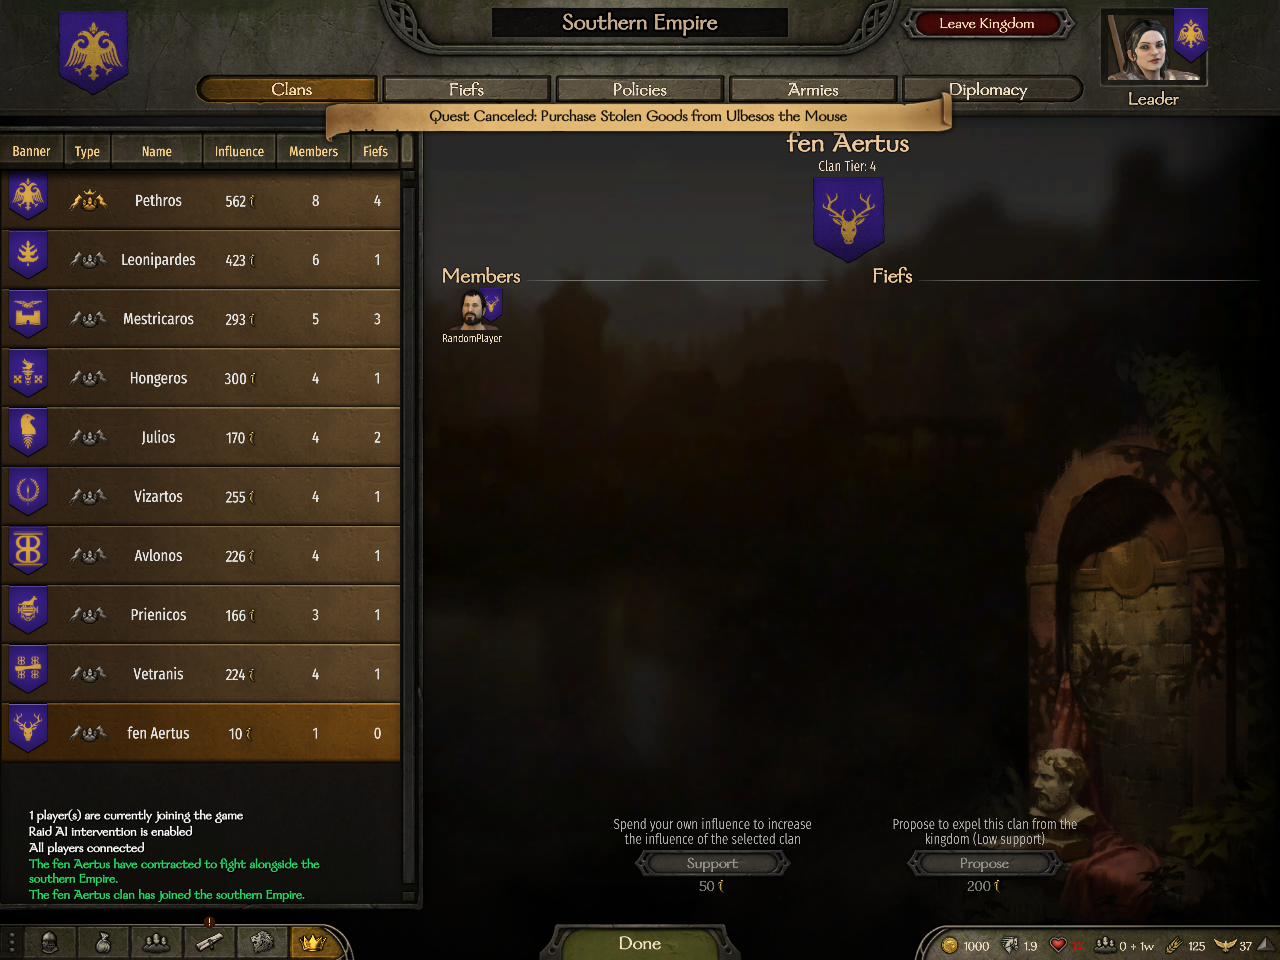 Southern Empire
Leave Kingdom
Clans
Fiefs
Policies
Armies
Diplomacy
Leader
Quest Canceled: Purchase Stolen Goods from Ulbesos the Mouse
Banner Type Name Influence Members Fiefs
Pethros 562 8 4
Leonipardes 423 6 1
Mestricaros 293 5 3
Hongeros 300 4 1
Julios 170 4 2
Vizartos 255 4 1
Avlonos 226 4 1
Prienicos 166 3 1
Vetranis 224 4 1
fen Aertus 10 1 0
fen Aertus
Clan Tier: 4
Members
RandomPlayer
Fiefs
1 player(s) are currently joining the game
Raid AI intervention is enabled
All players connected
The fen Aertus have contracted to fight alongside the
southern Empire.
The fen Aertus clan has joined the southern Empire.
Spend your own influence to increase
the influence of the selected clan
Support
50
Propose to expel this clan from the
kingdom (Low support)
Propose
200
!
Done
1000 1.9 1% 0 + 1w 125 37